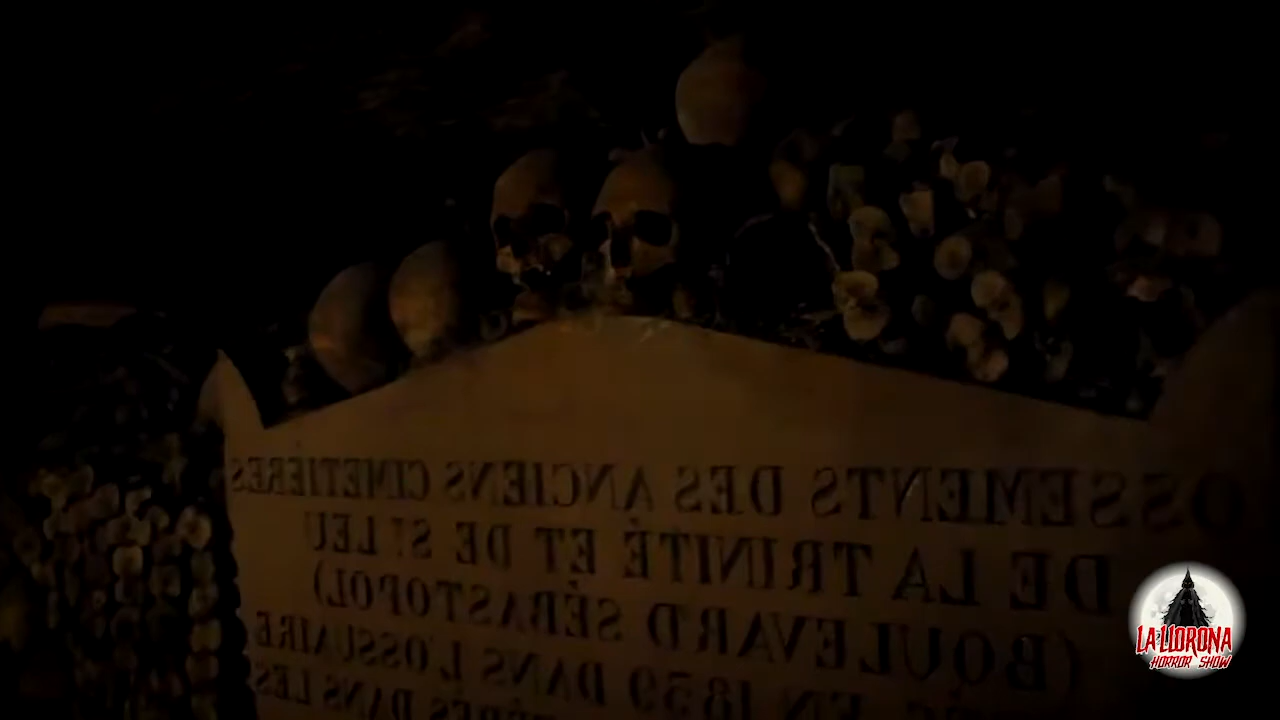 OSSEMENTS DES ANCIENS CIMETIÈRES
DE LA TRINITÉ ET DE ST LEU
(BOULEVARD SÉBASTOPOL)
EN 1859 DANS L'OSSUAIRE
DANS LES
LA LLORONA
HORROR SHOW